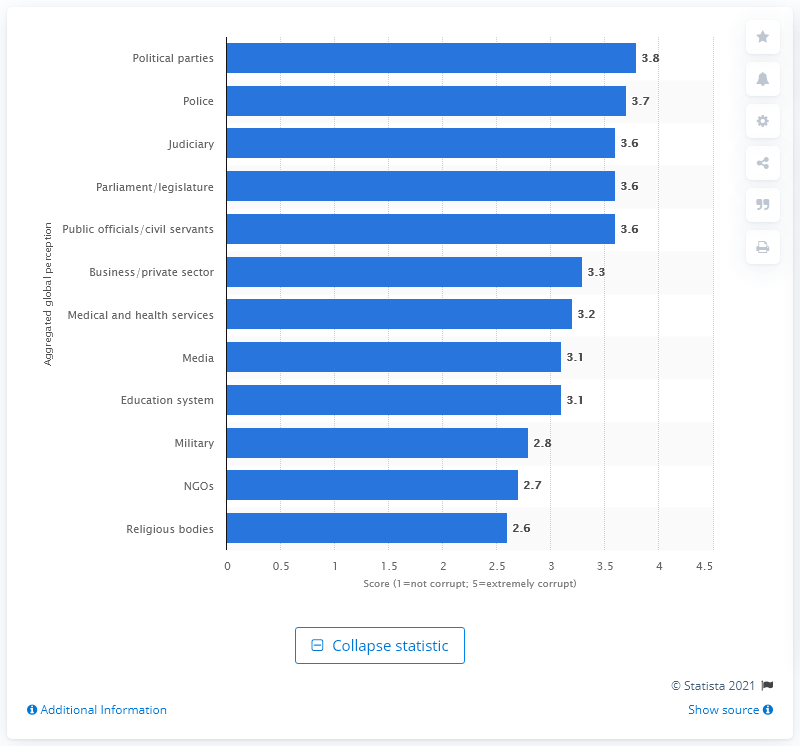 Political parties 3.8
Police 3.7
Judiciary 3.6
Parliament/legislature 3.6
Public officials/civil servants 3.6
Business/private sector 3.3
Medical and health services 3.2
Media 3.1
Education system 3.1
Military 2.8
NGOs 2.7
Religious bodies 2.6
Aggregated global perception
0 0.5 1 1.5 2 2.5 3 3.5 4 4.5
Score (1=not corrupt; 5=extremely corrupt)
Collapse statistic
© Statista 2021
Additional Information Show source